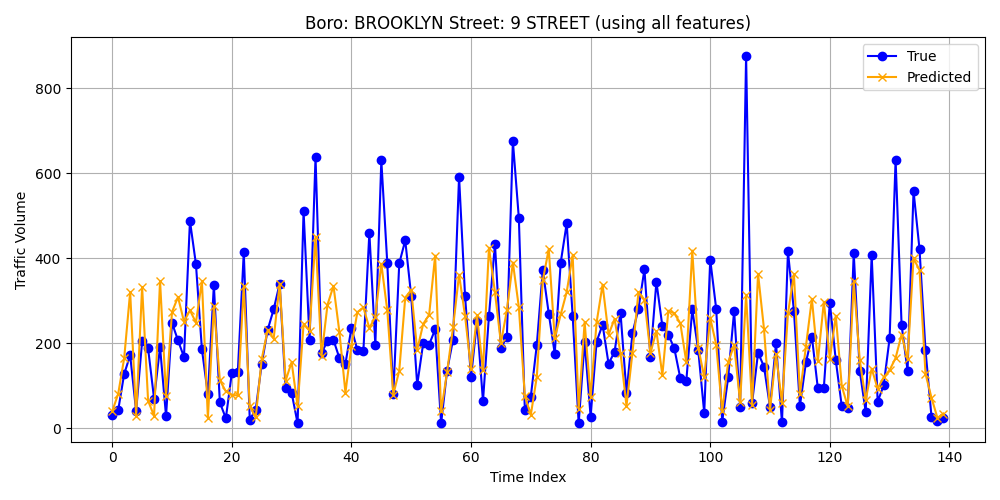 Boro: BROOKLYN Street: 9 STREET (using all features)
True
Predicted
Traffic Volume
800
600
400
200
0
0 20 40 60 80 100 120 140
Time Index